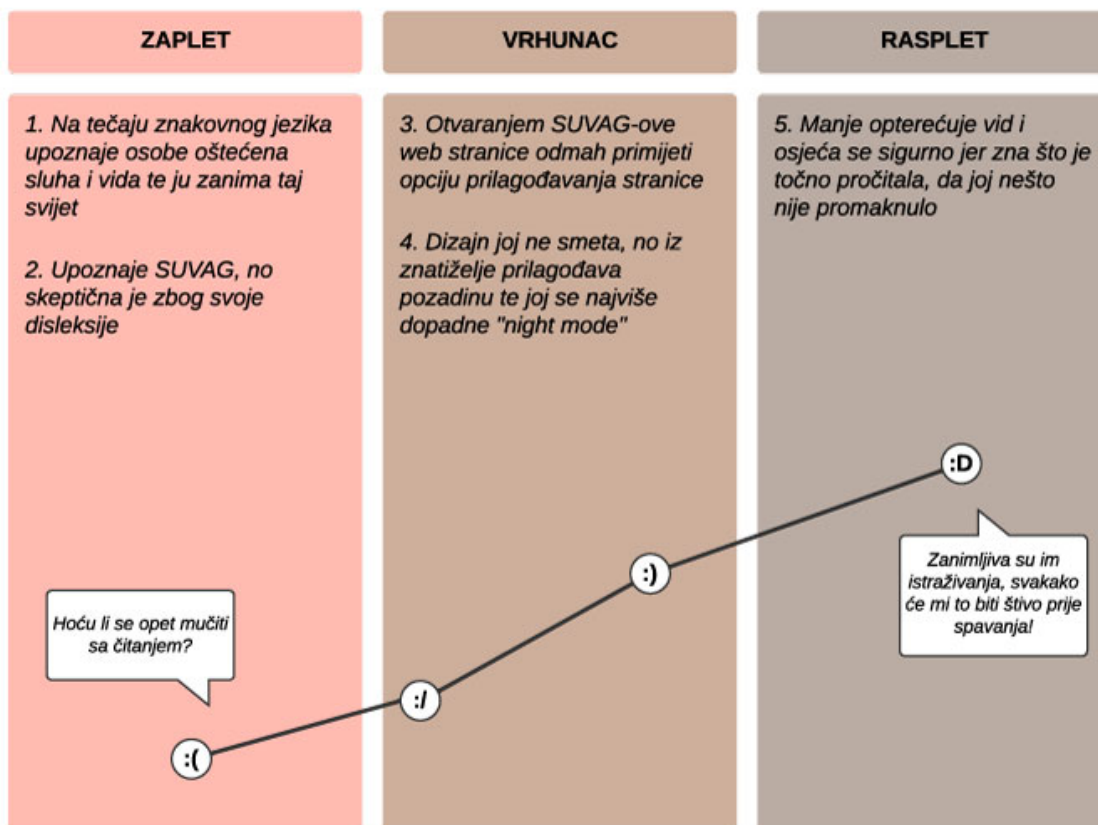 ZAPLET
VRHUNAC
RASPLET
1. Na tečaju znakovnog jezika
upoznaje osobe oštećena
sluha i vida te ju zanima taj
svijet
2. Upoznaje SUVAG, no
skeptična je zbog svoje
disleksije
3. Otvaranjem SUVAG-ove
web stranice odmah primijeti
opciju prilagođavanja stranice
4. Dizajn joj ne smeta, no iz
znatiželje prilagođava
pozadinu te joj se najviše
dopadne "night mode"
5. Manje opterećuje vid i
osjeća se sigurno jer zna što je
točno pročitala, da joj nešto
nije promaknulo
Hoću li se opet mučiti
sa čitanjem?
:(
:/
:)
:D
Zanimljiva su im
istraživanja, svakako
će mi to biti štivo prije
spavanja!